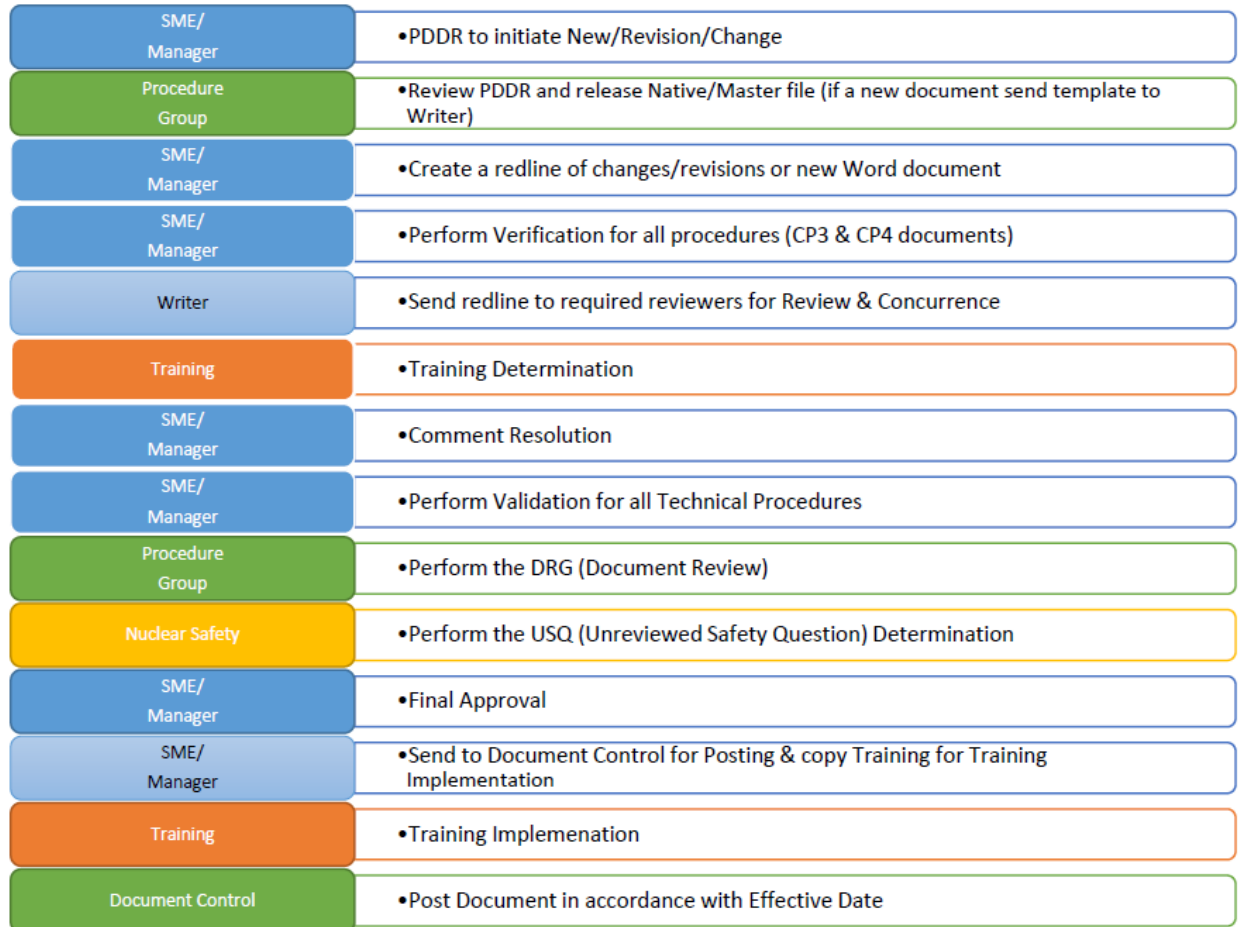 SME/
Manager
•PDDR to initiate New/Revision/Change
Procedure
Group
•Review PDDR and release Native/Master file (if a new document send template to
Writer)
SME/
Manager
•Create a redline of changes/revisions or new Word document
SME/
Manager
•Perform Verification for all procedures (CP3 & CP4 documents)
Writer
•Send redline to required reviewers for Review & Concurrence
Training
•Training Determination
SME/
Manager
•Comment Resolution
SME/
Manager
•Perform Validation for all Technical Procedures
Procedure
Group
•Perform the DRG (Document Review)
Nuclear Safety
•Perform the USQ (Unreviewed Safety Question) Determination
SME/
Manager
•Final Approval
SME/
Manager
•Send to Document Control for Posting & copy Training for Training
Implementation
Training
•Training Implemenation
Document Control
•Post Document in accordance with Effective Date